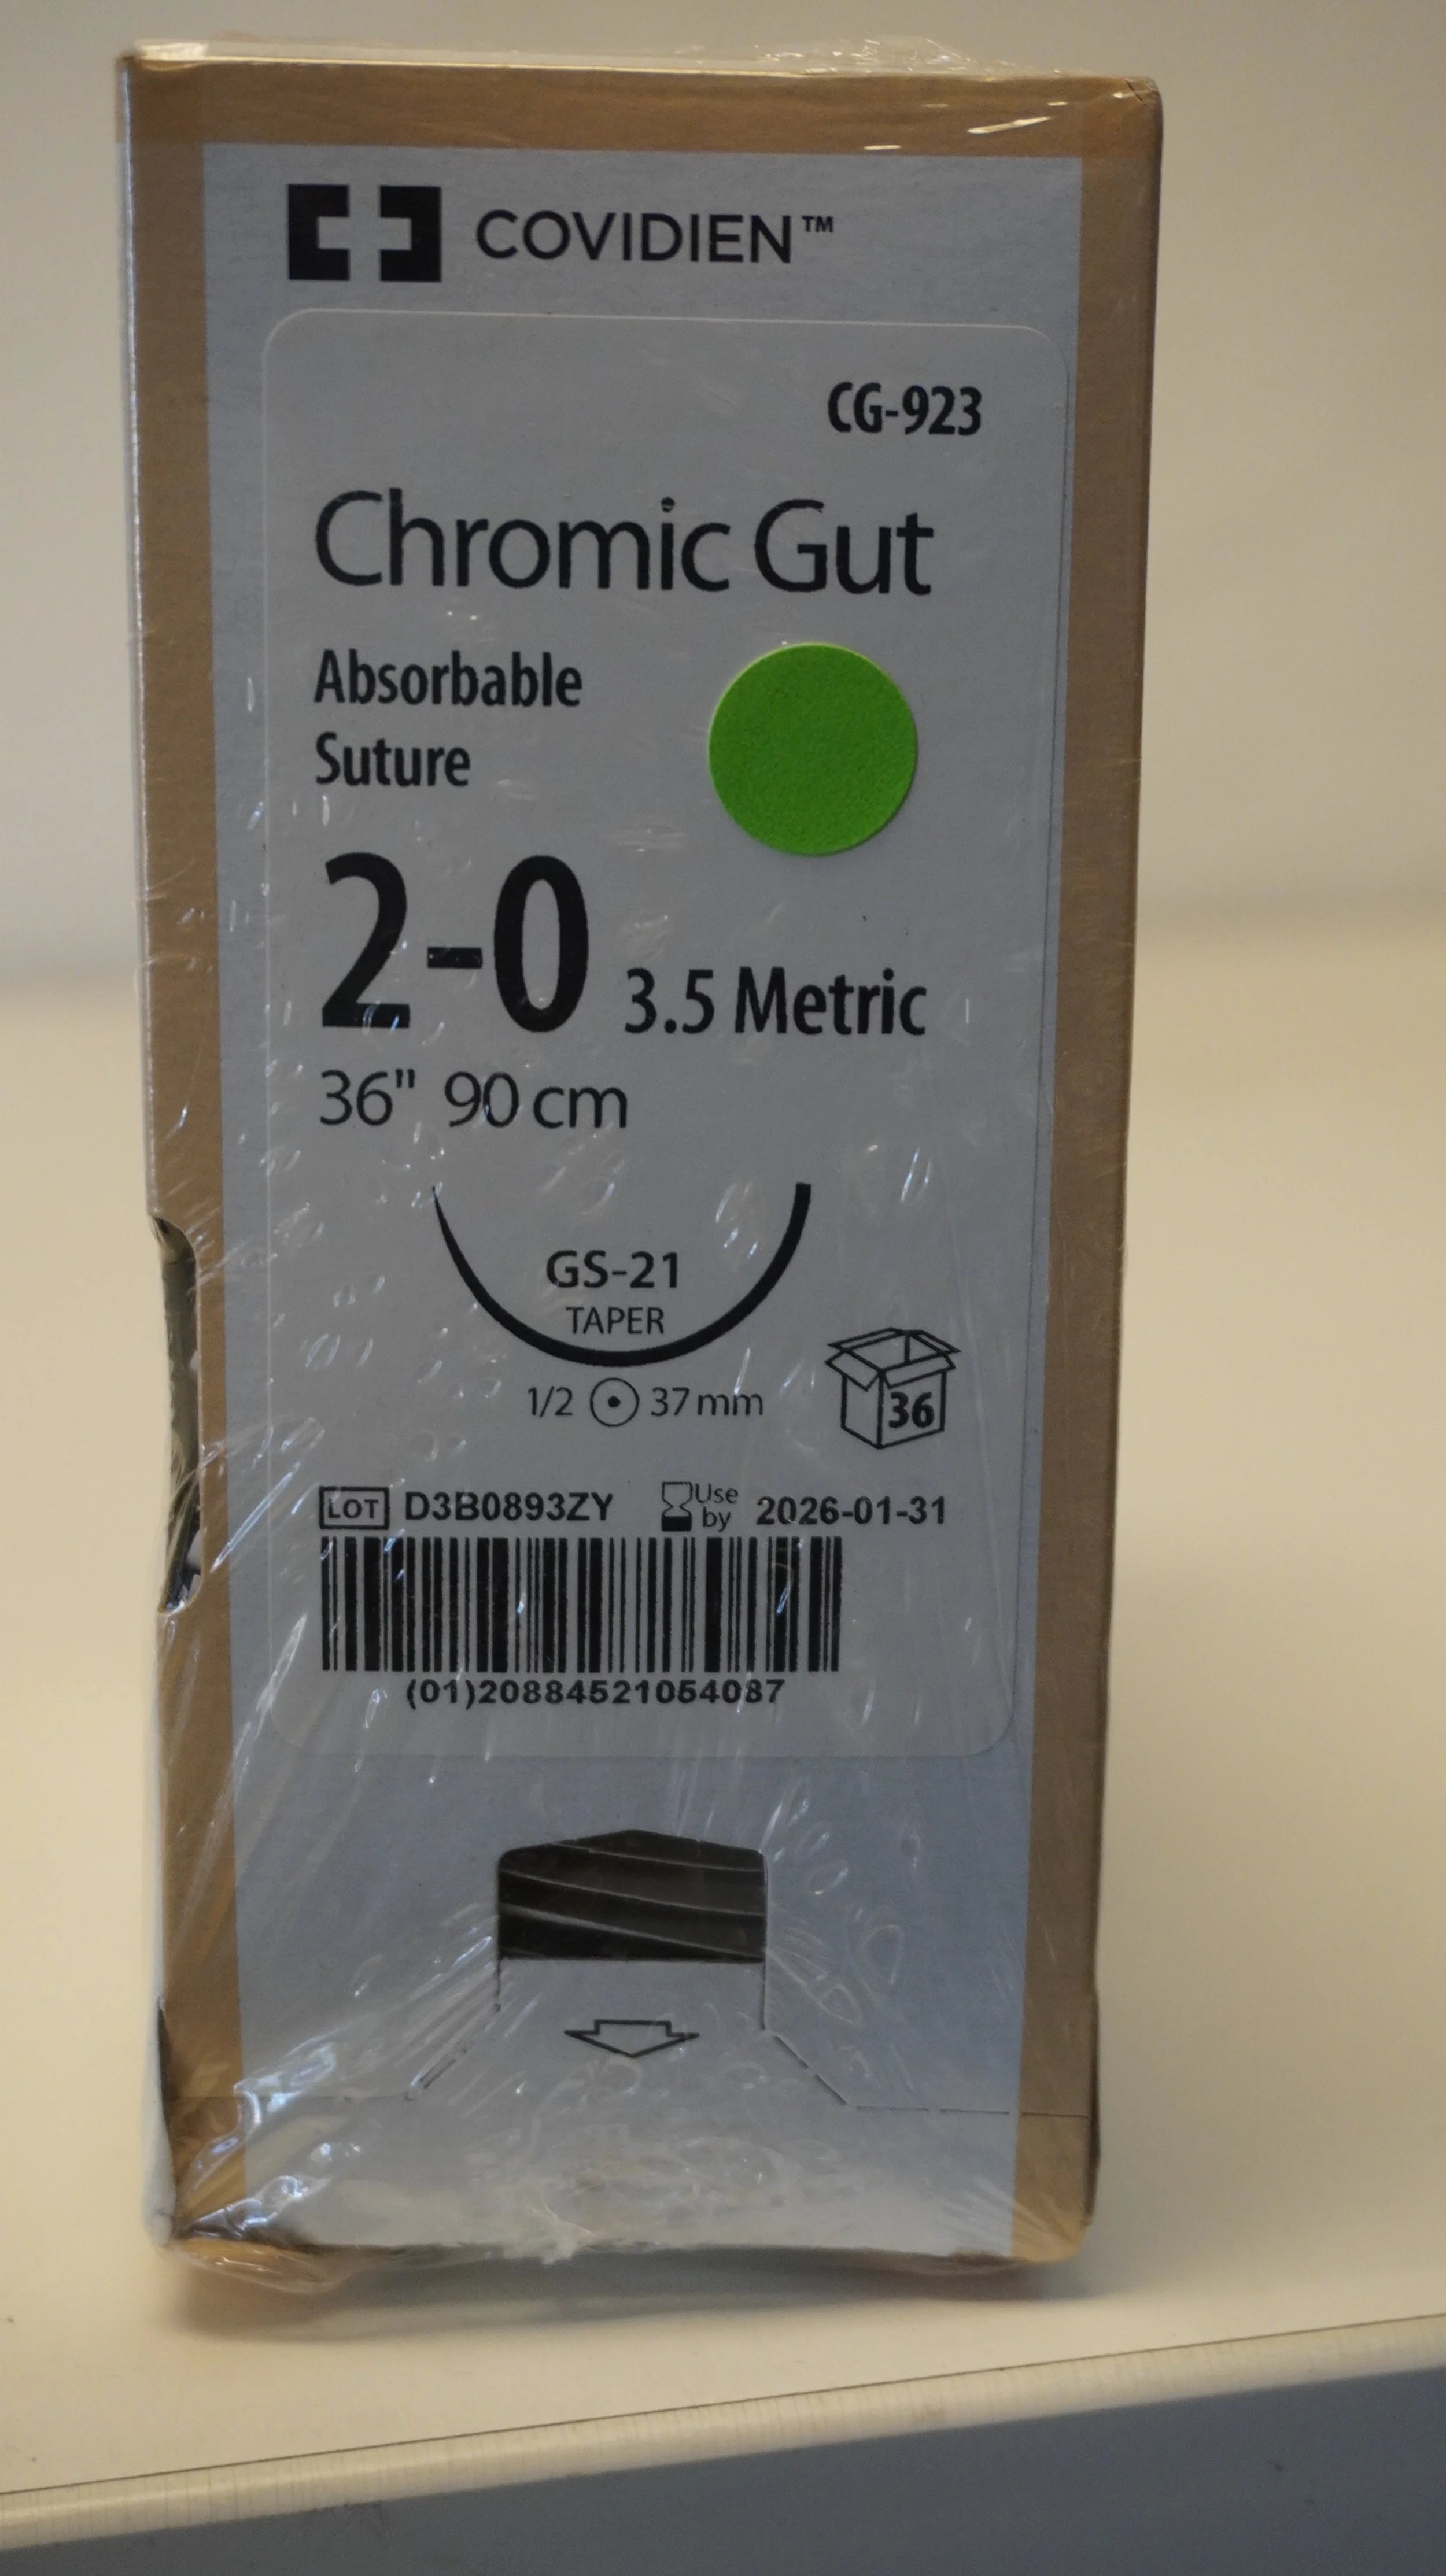 COVIDIEN™
CG-923
Chromic Gut
Absorbable
Suture
2-0 3.5 Metric
36" 90 cm
GS-21
TAPER
1/2 37 mm
36
LOT D3B0893ZY Use by 2026-01-31
(01)20884521054087